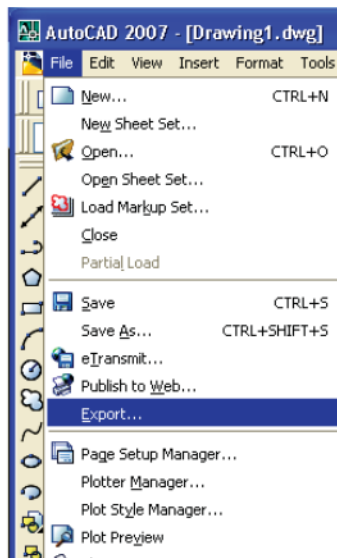 AutoCAD 2007 - [Drawing1.dwg]
File Edit View Insert Format Tools
New... CTRL+N
New Sheet Set...
Open... CTRL+O
Open Sheet Set...
Load Markup Set...
Close
Partial Load
Save CTRL+S
Save As... CTRL+SHIFT+S
eTransmit...
Publish to Web...
Export...
Page Setup Manager...
Plotter Manager...
Plot Style Manager...
Plot Preview